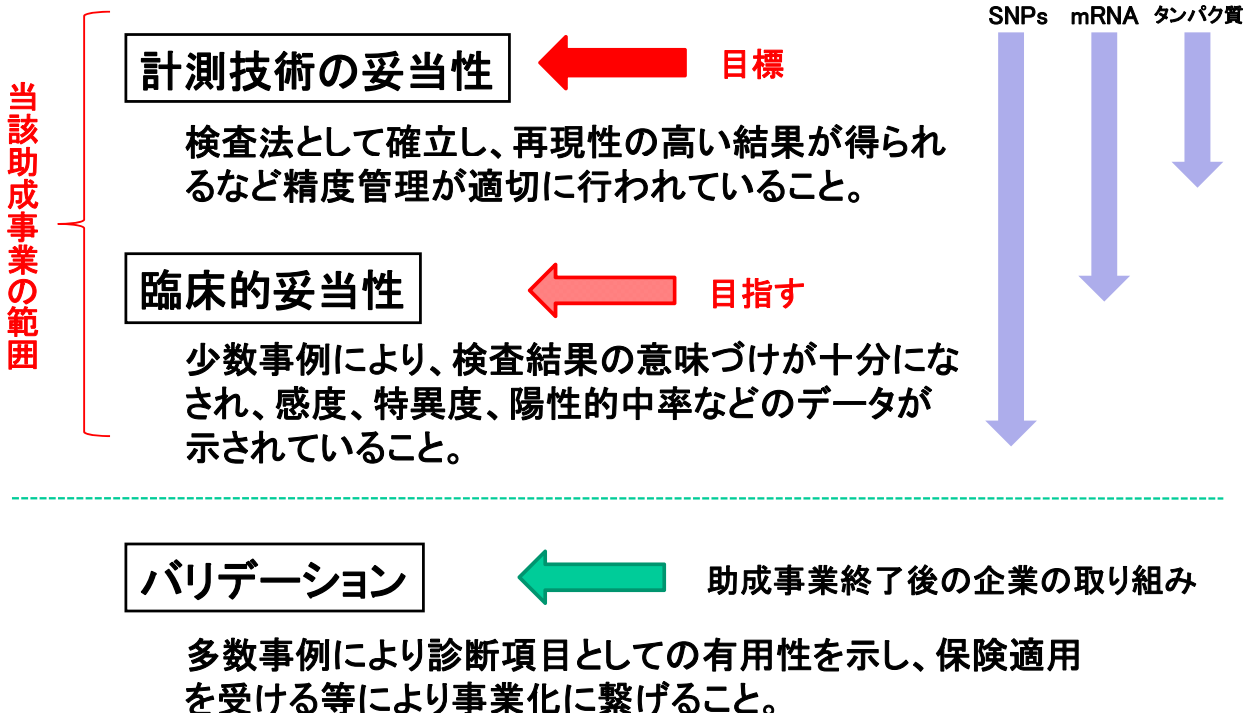 SNPs mRNA タンパク質
計測技術の妥当性
目標
検査法として確立し、再現性の高い結果が得られ
るなど精度管理が適切に行われていること。
当該助成事業の範囲
臨床的妥当性
目指す
少数事例により、検査結果の意味づけが十分にな
され、感度、特異度、陽性的中率などのデータが
示されていること。
バリデーション
助成事業終了後の企業の取り組み
多数事例により診断項目としての有用性を示し、保険適用
を受ける等により事業化に繋げること。